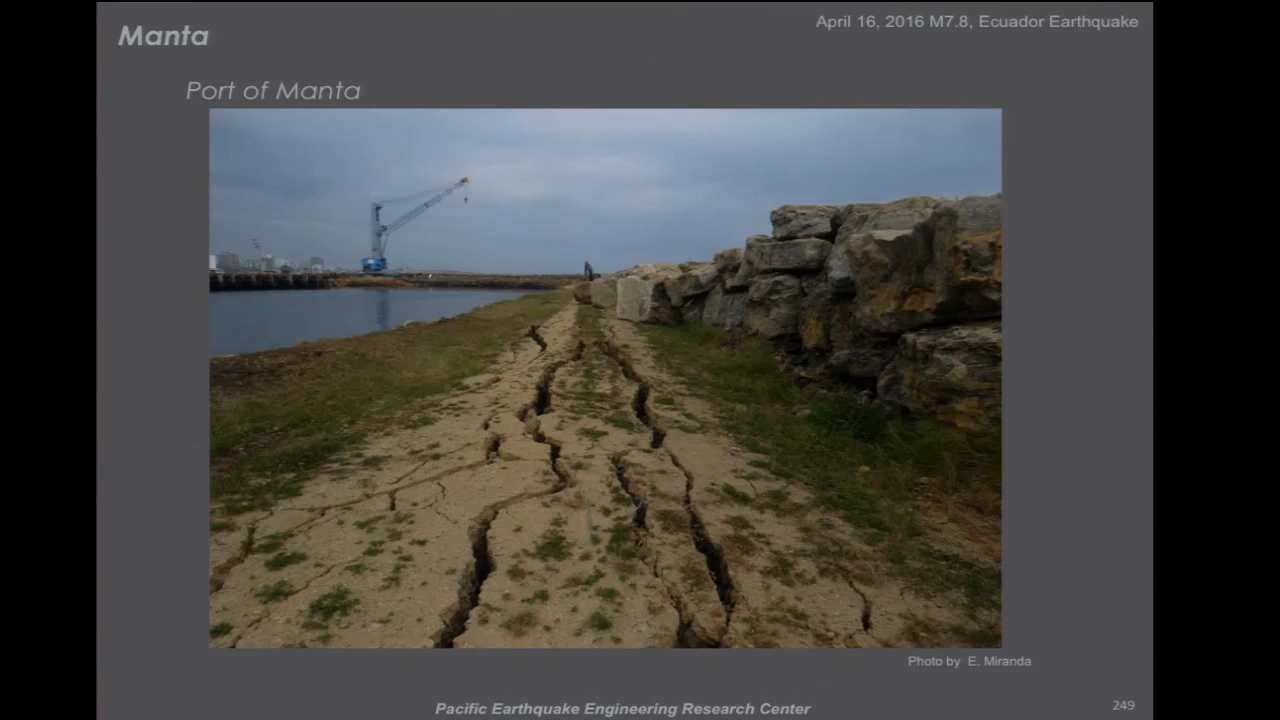 Manta
April 16, 2016 M7.8, Ecuador Earthquake
Port of Manta
Photo by E. Miranda
Pacific Earthquake Engineering Research Center
249